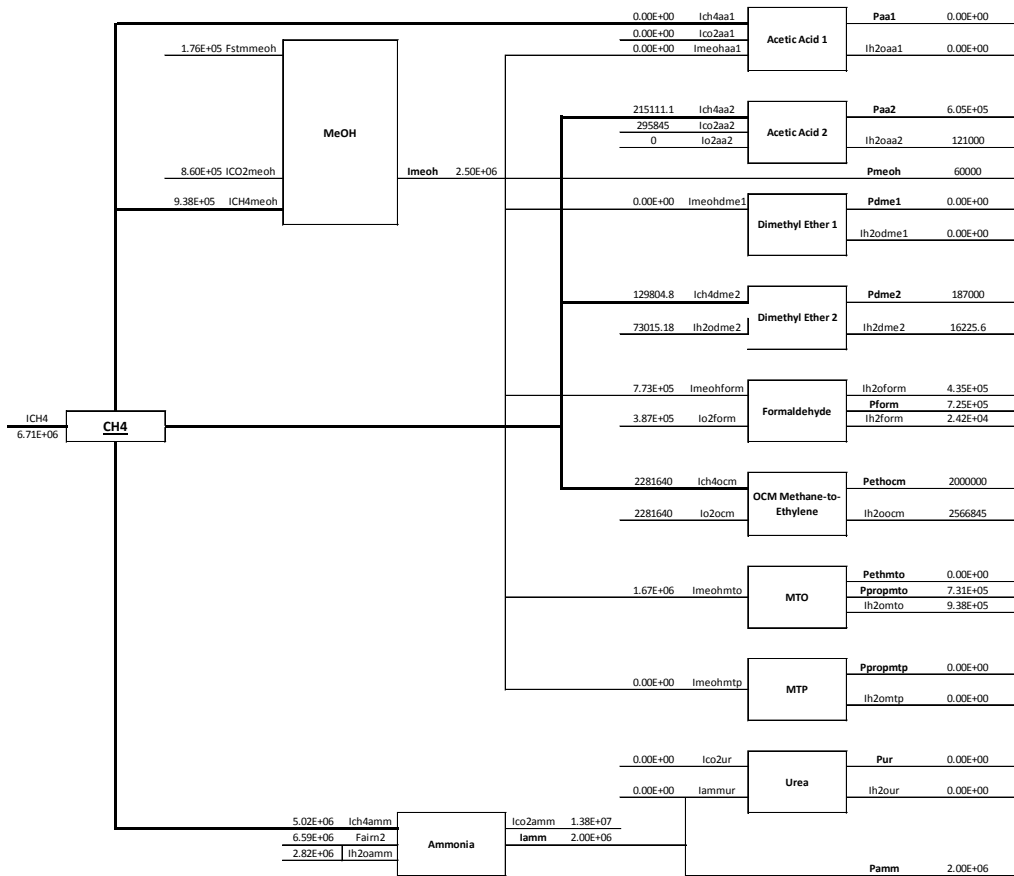 0.00E+00 Ich4aa1 Paa1 0.00E+00
0.00E+00 Ico2aa1
Acetic Acid 1
1.76E+05 Fstmmeoh 0.00E+00 Imeohaa1 Ih2oaa1 0.00E+00
215111.1 Ich4aa2 Paa2 6.05E+05
295845 Ico2aa2
MeOH
Acetic Acid 2
0 Io2aa2 Ih2oaa2 121000
8.60E+05 ICO2meoh Imeoh 2.50E+06 Pmeoh 60000
9.38E+05 ICH4meoh 0.00E+00 Imeohdme1 Pdme1 0.00E+00
Dimethyl Ether 1
Ih2odme1 0.00E+00
129804.8 Ich4dme2 Pdme2 187000
Dimethyl Ether 2
73015.18 Ih2odme2 Ih2dme2 16225.6
7.73E+05 Imeohform Ih2oform 4.35E+05
Pform 7.25E+05
Formaldehyde
ICH4
3.87E+05 Io2form Ih2form 2.42E+04
CH4
6.71E+06
2281640 Ich4ocm Pethocm 2000000
OCM Methane-to-
Ethylene
2281640 Io2ocm Ih2oocm 2566845
Pethmto 0.00E+00
1.67E+06 Imeohmto MTO Ppropmto 7.31E+05
Ih2omto 9.38E+05
Ppropmtp 0.00E+00
0.00E+00 Imeohmtp MTP
Ih2omtp 0.00E+00
0.00E+00 Ico2ur Pur 0.00E+00
Urea
0.00E+00 Iammur Ih2our 0.00E+00
5.02E+06 Ich4amm Ico2amm 1.38E+07
6.59E+06 Fairn2 Iamm 2.00E+06
Ammonia
2.82E+06 Ih2oamm
Pamm 2.00E+06